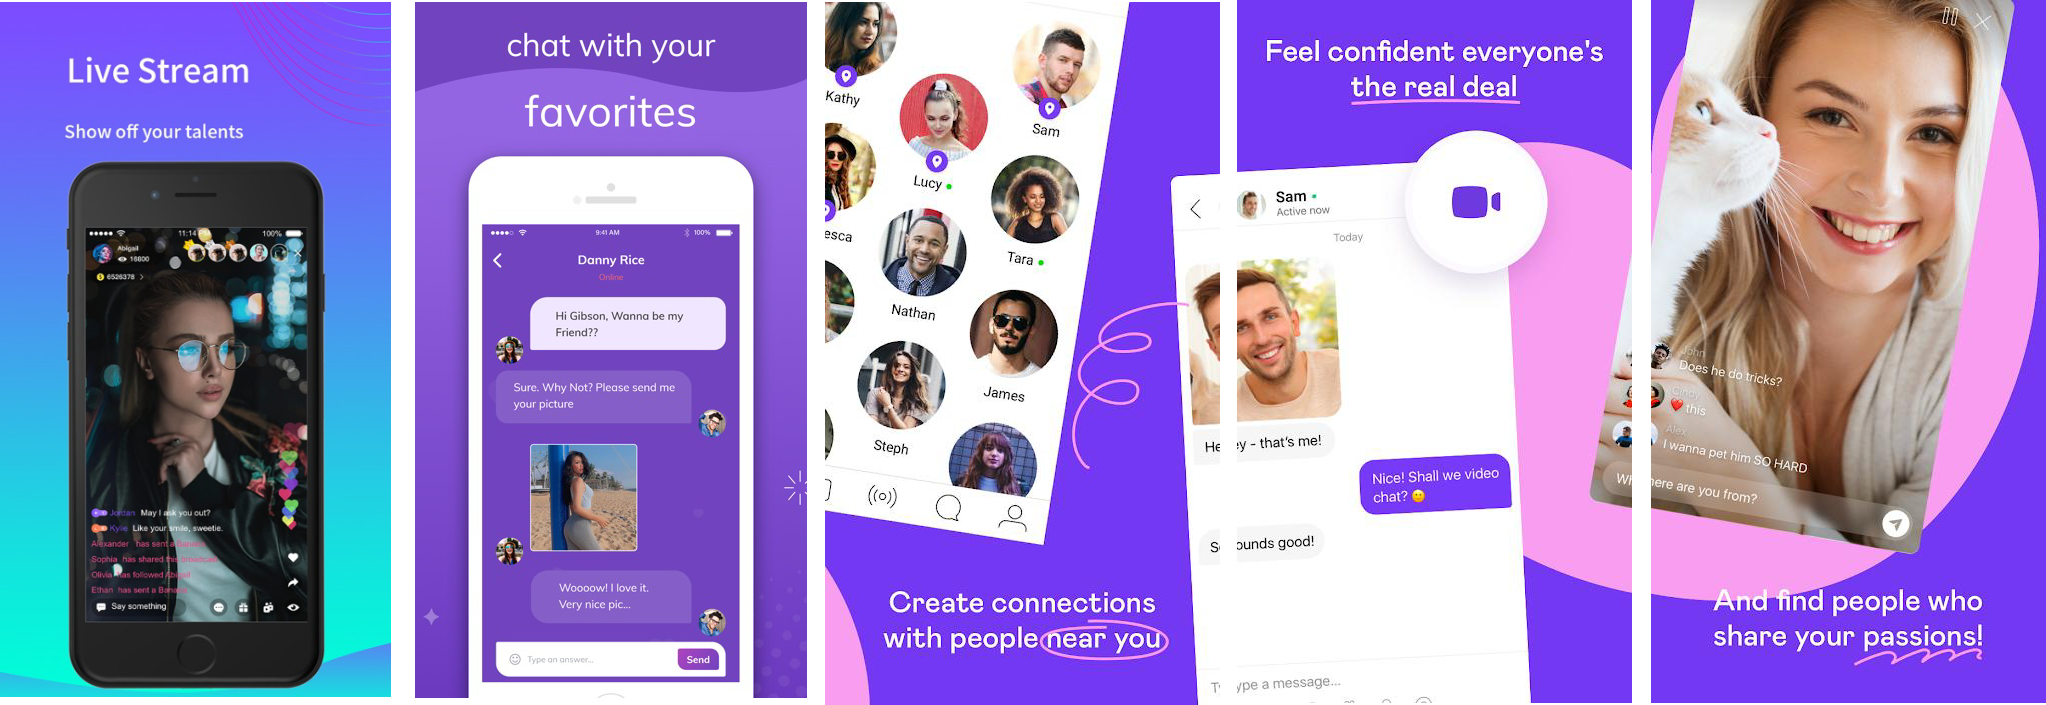 Live Stream
Show off your talents
11:14 PM
100%
Abigail
16800
6526378
Jordan May I ask you out?
Kylie Like your smile, sweetie.
Alexander has sent a Banana
Sophia has shared this broadcast
Olivia has followed Abigail
Ethan has sent a Banana
Say something
chat with your
favorites
9:41 AM
100%
Danny Rice
Online
Hi Gibson, Wanna be my
Friend??
Sure. Why Not? Please send me
your picture
Woooow! I love it.
Very nice pic...
Type an answer...
Send
Kathy
Sam
Lucy
esca
Tara
Nathan
James
Steph
Create connections
with people near you
He
S
Ty
Feel confident everyone's
the real deal
Sam
Active now
Today
ey - that's me!
Nice! Shall we video
chat? 🙂
ounds good!
ype a message...
Wh
John
Does he do tricks?
Cindy
❤️ this
Alex
I wanna pet him SO HARD
here are you from?
And find people who
share your passions!